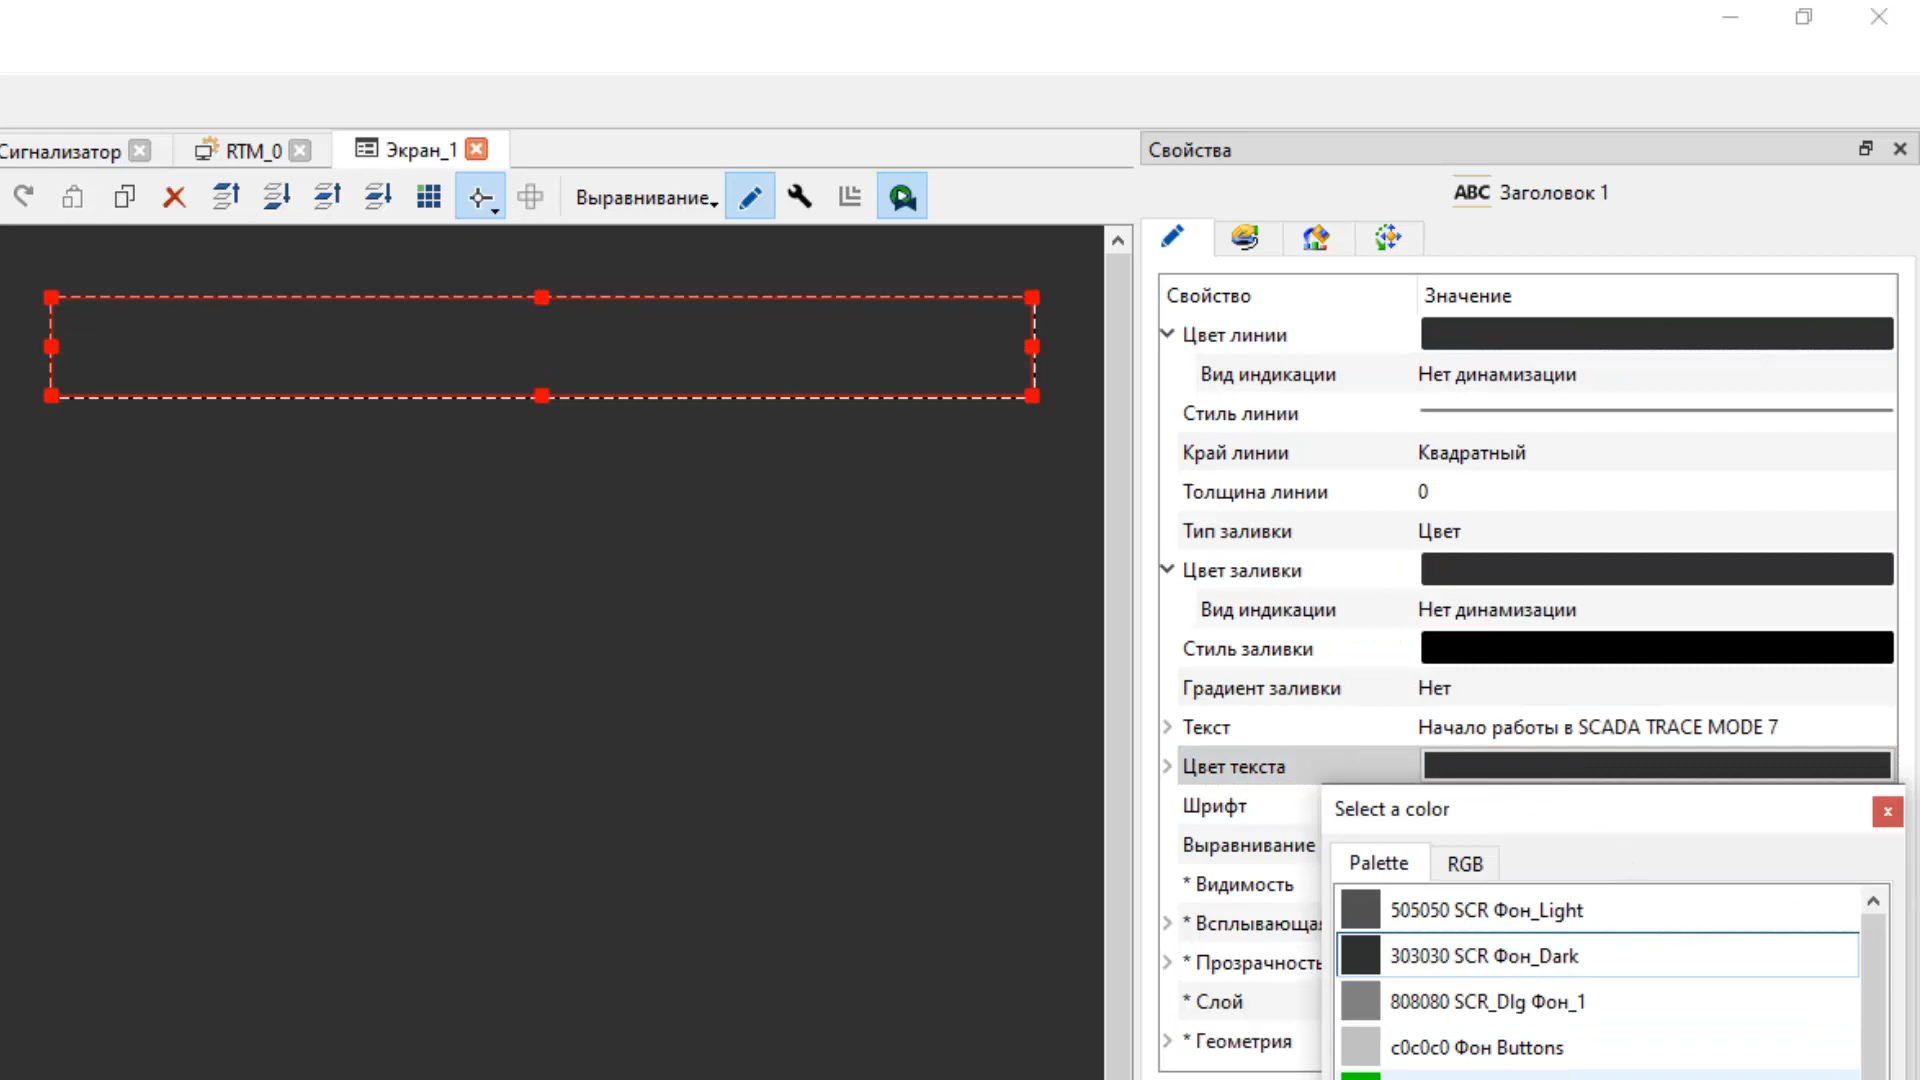 Сигнализатор
RTM_0
Экран_1
Свойства
Выравнивание
ABC Заголовок 1
Свойство Значение
Цвет линии
Вид индикации Нет динамизации
Стиль линии
Край линии Квадратный
Толщина линии 0
Тип заливки Цвет
Цвет заливки
Вид индикации Нет динамизации
Стиль заливки
Градиент заливки Нет
Текст Начало работы в SCADA TRACE MODE 7
Цвет текста
Шрифт
Выравнивание
* Видимость
* Всплывающая
* Прозрачность
* Слой
* Геометрия
Select a color
Palette RGB
505050 SCR Фон_Light
303030 SCR Фон_Dark
808080 SCR_Dlg Фон_1
c0c0c0 Фон Buttons